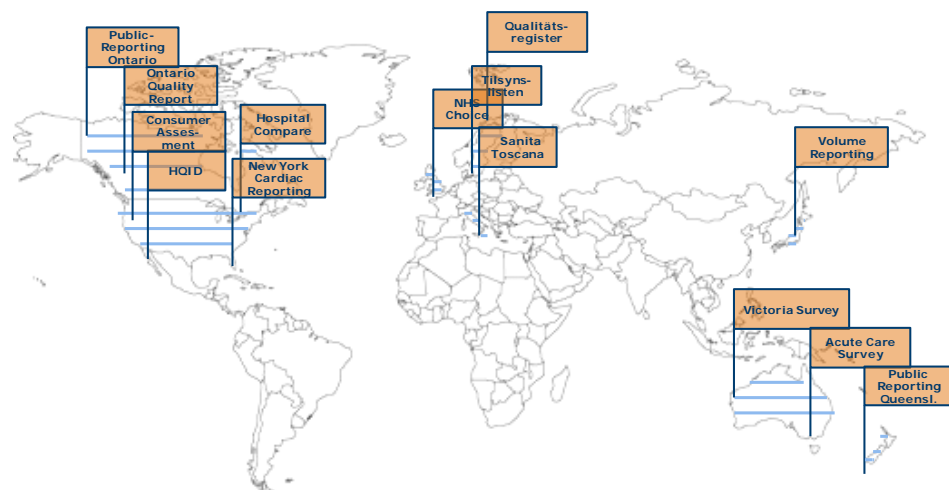 Public-
Reporting
Ontario
Ontario
Quality
Report
Consumer
Asses-
ment
HQID
Hospital
Compare
New York
Cardiac
Reporting
Qualitäts-
register
Tilsyns-
listen
NHS
Choice
Sanita
Toscana
Volume
Reporting
Victoria Survey
Acute Care
Survey
Public
Reporting
Queensl.